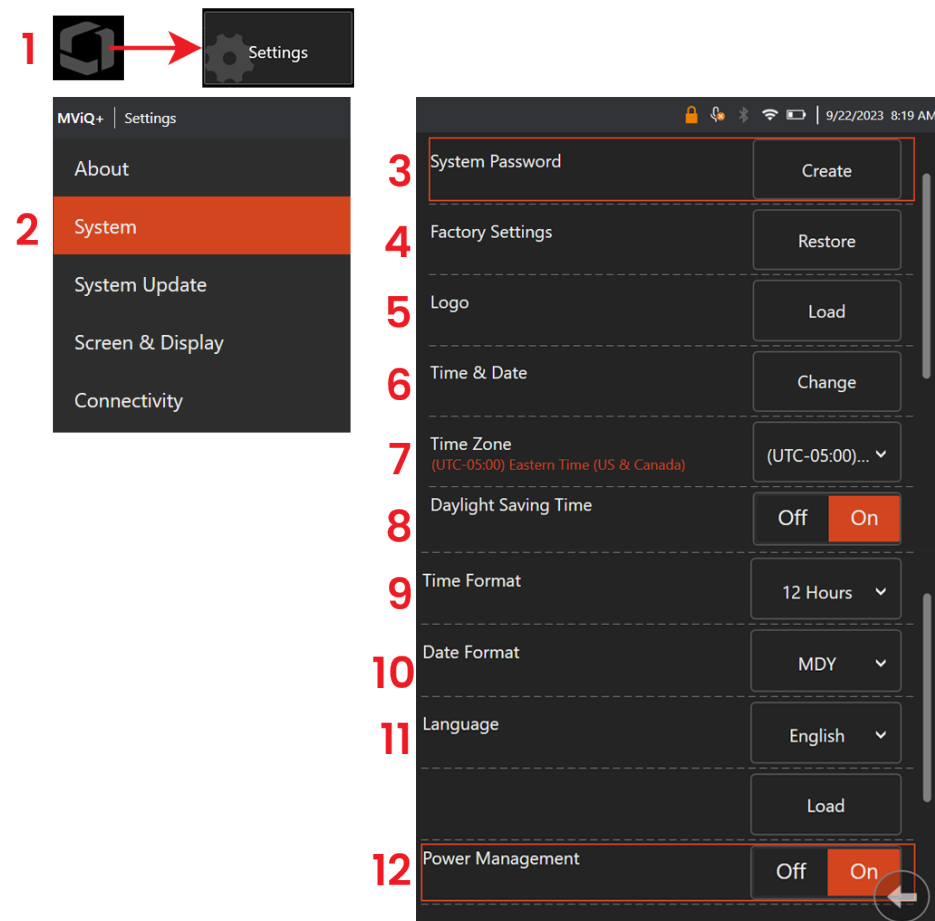 1
Settings
MViQ+ | Settings
About
2
System
System Update
Screen & Display
Connectivity
9/22/2023 8:19 AM
3
System Password
Create
4
Factory Settings
Restore
5
Logo
Load
6
Time & Date
Change
7
Time Zone
(UTC-05:00) Eastern Time (US & Canada)
(UTC-05:00)...
8
Daylight Saving Time
Off On
9
Time Format
12 Hours
10
Date Format
MDY
11
Language
English
Load
12
Power Management
Off On